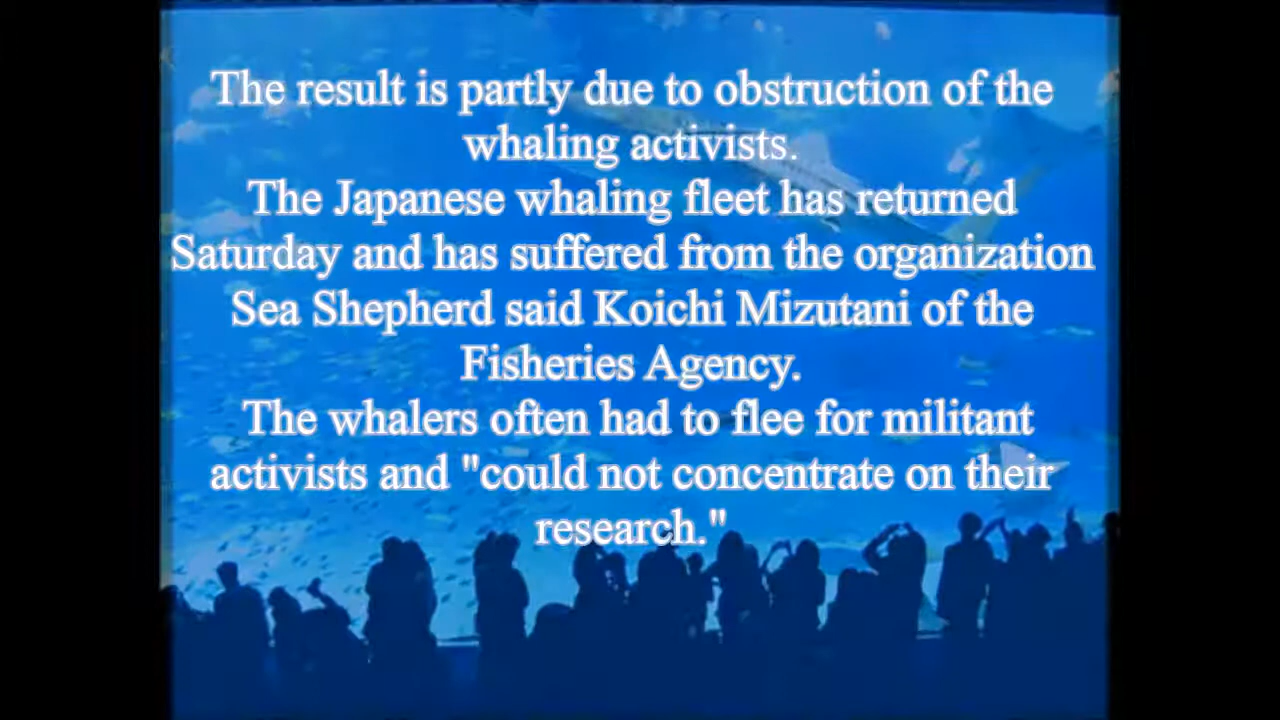 The result is partly due to obstruction of the
whaling activists.
The Japanese whaling fleet has returned
Saturday and has suffered from the organization
Sea Shepherd said Koichi Mizutani of the
Fisheries Agency.
The whalers often had to flee for militant
activists and "could not concentrate on their
research."